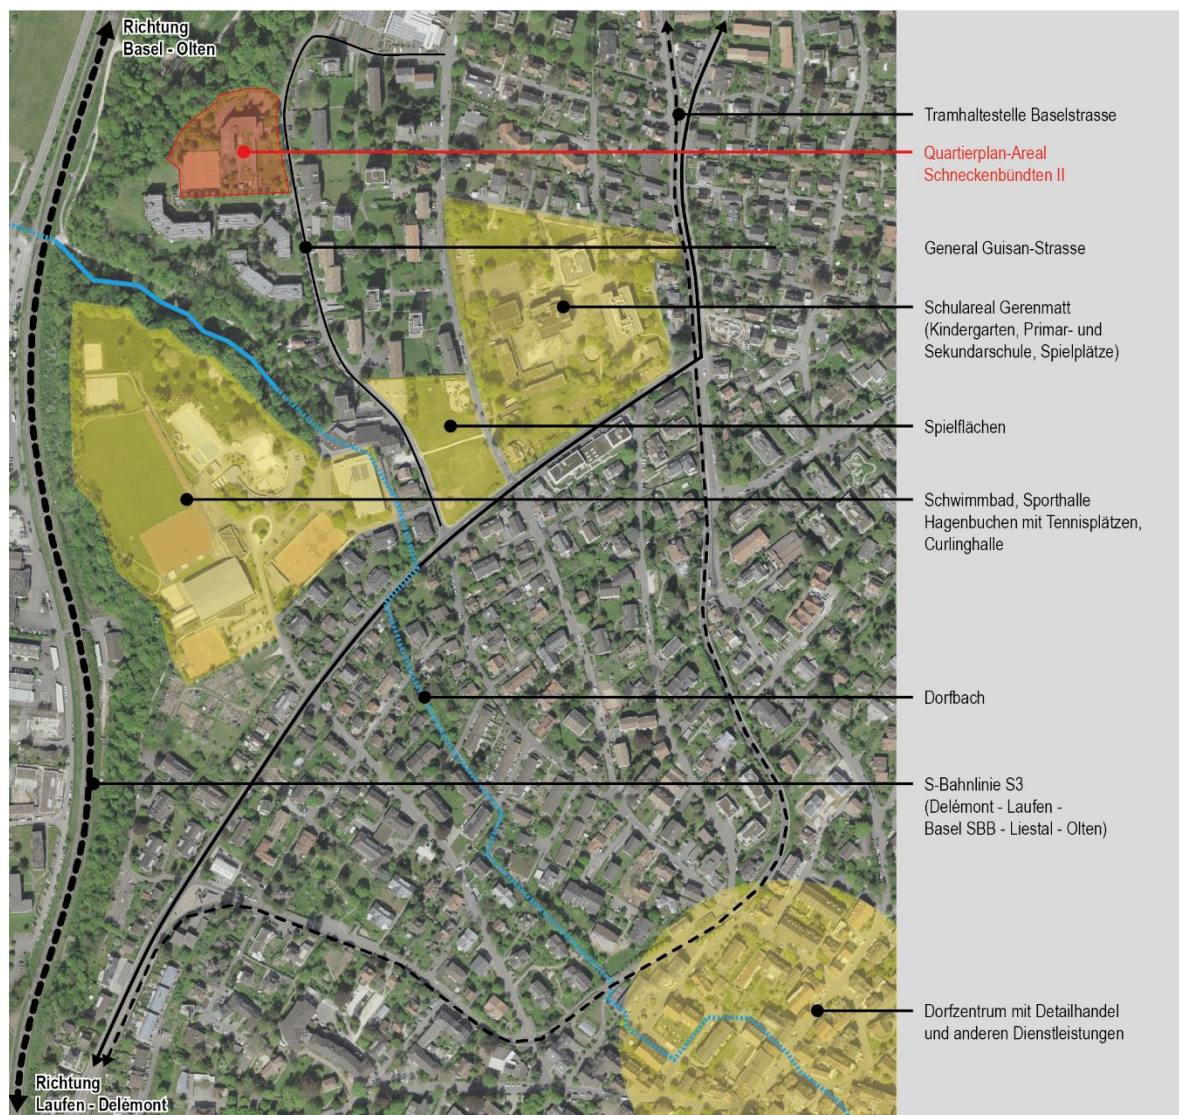 Richtung
Basel - Olten
Tramhaltestelle Baselstrasse
Quartierplan-Areal
Schneckenbündten II
General Guisan-Strasse
Schulareal Gerenmatt
(Kindergarten, Primar- und
Sekundarschule, Spielplätze)
Spielflächen
Schwimmbad, Sporthalle
Hagenbuchen mit Tennisplätzen,
Curlinghalle
Dorfbach
S-Bahnlinie S3
(Delémont - Laufen -
Basel SBB - Liestal - Olten)
Dorfzentrum mit Detailhandel
und anderen Dienstleistungen
Richtung
Laufen - Delémont